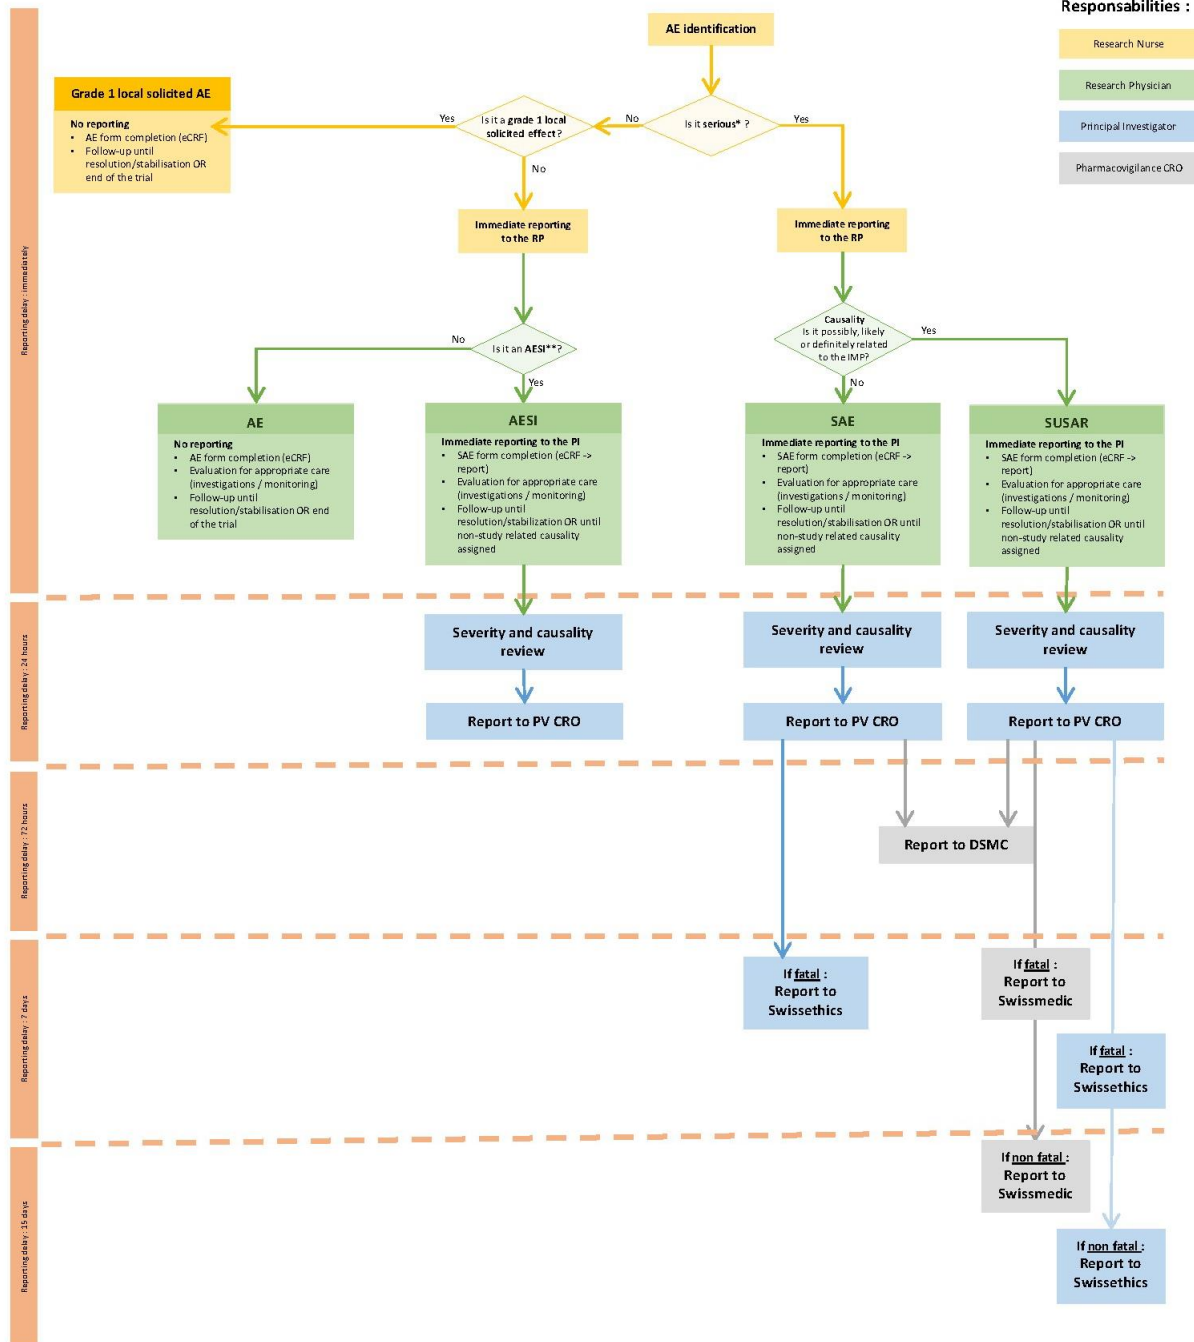 Responsabilities :
Research Nurse
Research Physician
Principal Investigator
Pharmacovigilance CRO
AE identification
Is it serious* ?
Yes
No
Is it a grade 1 local
solicited effect?
Yes
No
Grade 1 local solicited AE
No reporting
• AE form completion (eCRF)
• Follow-up until
resolution/stabilisation OR
end of the trial
Immediate reporting
to the RP
Immediate reporting
to the RP
Reporting delay : immediately
Causality
Is it possibly, likely
or definitely related
to the IMP?
Yes
No
Is it an AESI**?
No
Yes
AE
No reporting
• AE form completion (eCRF)
• Evaluation for appropriate care
(investigations / monitoring)
• Follow-up until
resolution/stabilisation OR end
of the trial
AESI
Immediate reporting to the PI
• SAE form completion (eCRF ->
report)
• Evaluation for appropriate care
(investigations / monitoring)
• Follow-up until
resolution/stabilization OR until
non-study related causality
assigned
SAE
Immediate reporting to the PI
• SAE form completion (eCRF ->
report)
• Evaluation for appropriate care
(investigations / monitoring)
• Follow-up until
resolution/stabilisation OR until
non-study related causality
assigned
SUSAR
Immediate reporting to the PI
• SAE form completion (eCRF ->
report)
• Evaluation for appropriate care
(investigations / monitoring)
• Follow-up until
resolution/stabilisation OR until
non-study related causality
assigned
Reporting delay : 24 hours
Severity and causality
review
Severity and causality
review
Severity and causality
review
Report to PV CRO
Report to PV CRO
Report to PV CRO
Reporting delay : 72 hours
Report to DSMC
Reporting delay : 7 days
If fatal :
Report to
Swissethics
If fatal :
Report to
Swissmedic
If fatal :
Report to
Swissethics
Reporting delay : 15 days
If non fatal :
Report to
Swissmedic
If non fatal :
Report to
Swissethics